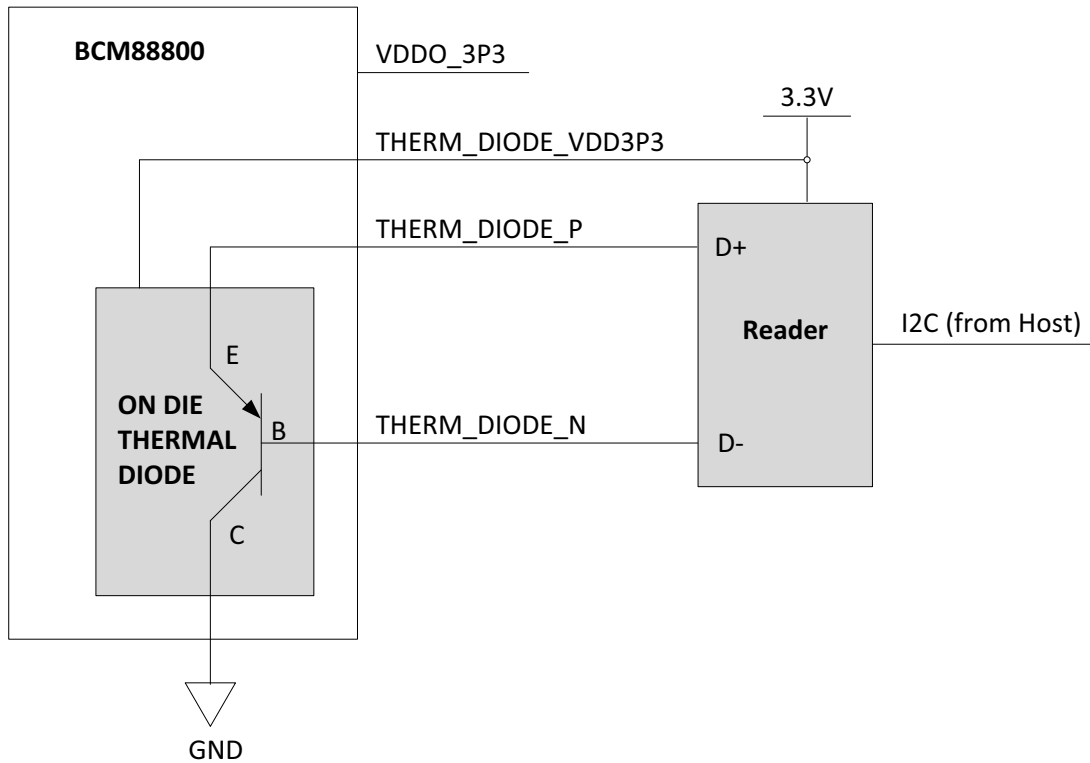 BCM88800
VDDO_3P3
3.3V
THERM_DIODE_VDD3P3
THERM_DIODE_P
D+
Reader
I2C (from Host)
E
ON DIE
THERMAL
DIODE
B
THERM_DIODE_N
D-
C
GND